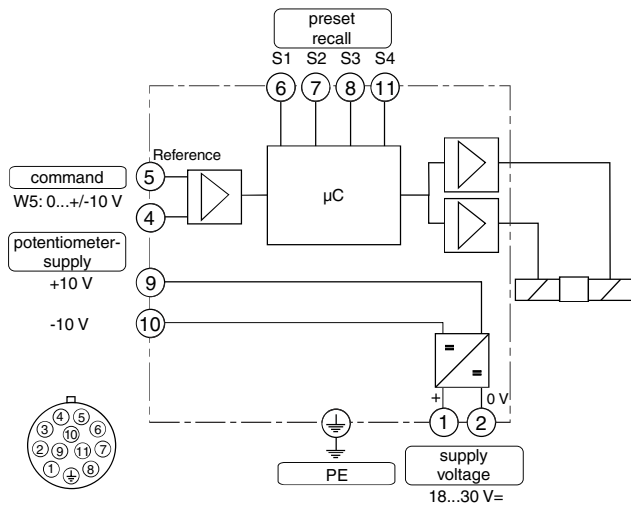 preset
recall
S1 S2 S3 S4
6 7 8 11
Reference
5
command
W5: 0...+/-10 V
4
µC
potentiometer-
supply
+10 V
9
-10 V
10
=
=
+ 0 V
1 2
supply
voltage
18...30 V=
PE
4 5
3 10 6
2 9 11 7
1 8